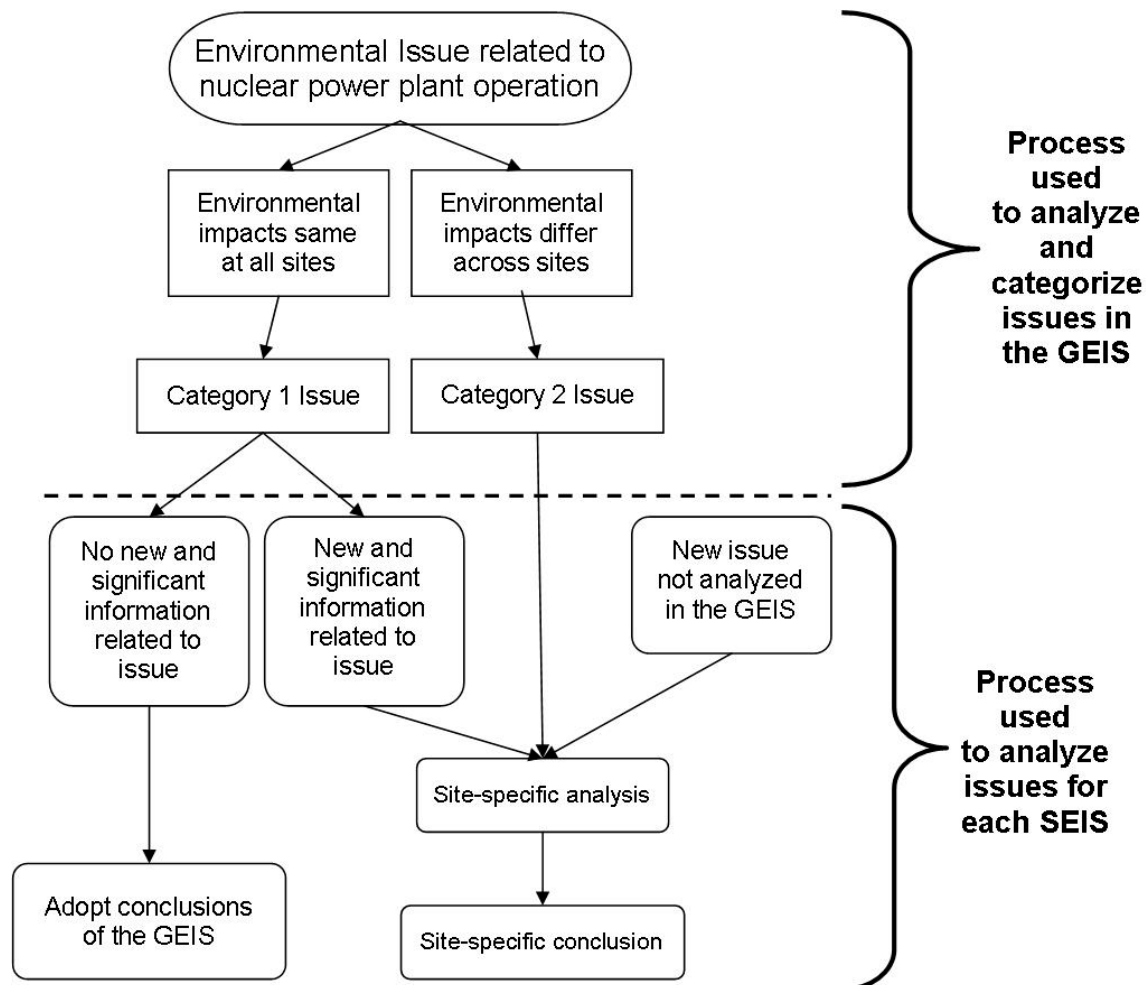 Environmental Issue related to
nuclear power plant operation
Environmental
impacts same
at all sites
Environmental
impacts differ
across sites
Category 1 Issue
Category 2 Issue
Process
used
to analyze
and
categorize
issues in
the GEIS
No new and
significant
information
related to
issue
New and
significant
information
related to
issue
New issue
not analyzed
in the GEIS
Site-specific analysis
Adopt conclusions
of the GEIS
Site-specific conclusion
Process
used
to analyze
issues for
each SEIS